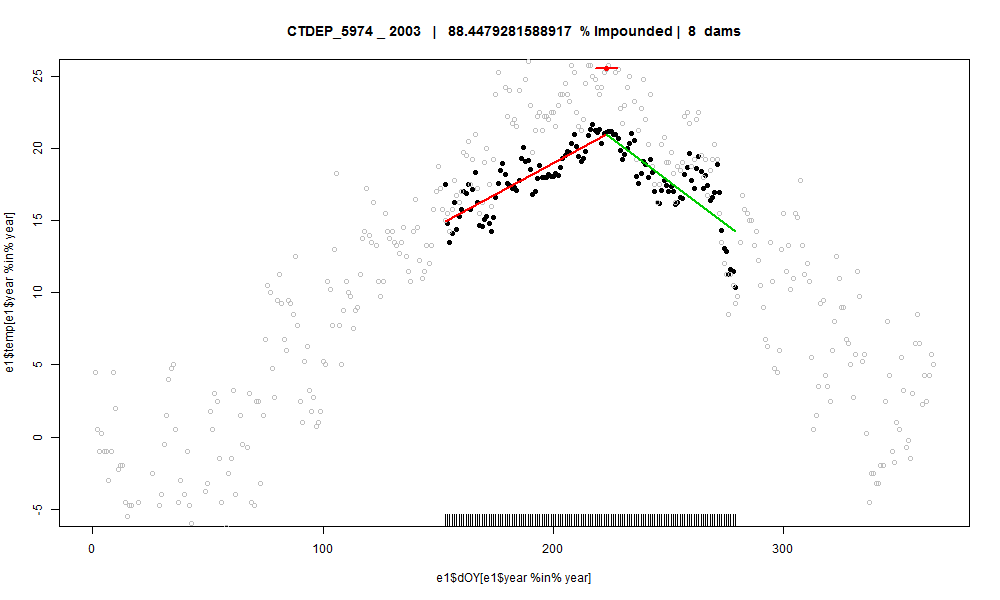 CTDEP_5974 _ 2003 | 88.4479281588917 % Impounded | 8 dams
25
20
15
10
5
0
-5
e1$temp[e1$year %in% year]
0 100 200 300
e1$dOY[e1$year %in% year]